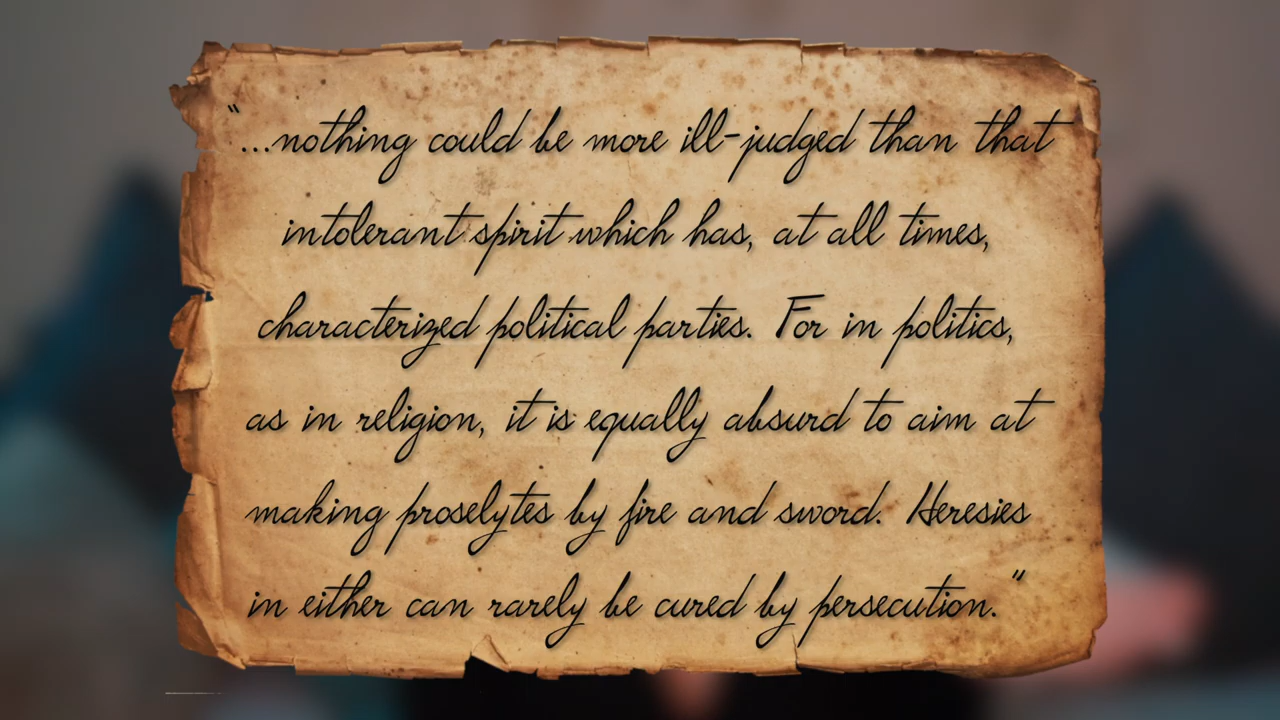 "...nothing could be more ill-judged than that
intolerant spirit which has, at all times,
characterized political parties. For in politics,
as in religion, it is equally absurd to aim at
making proselytes by fire and sword. Heresies
in either can rarely be cured by persecution."